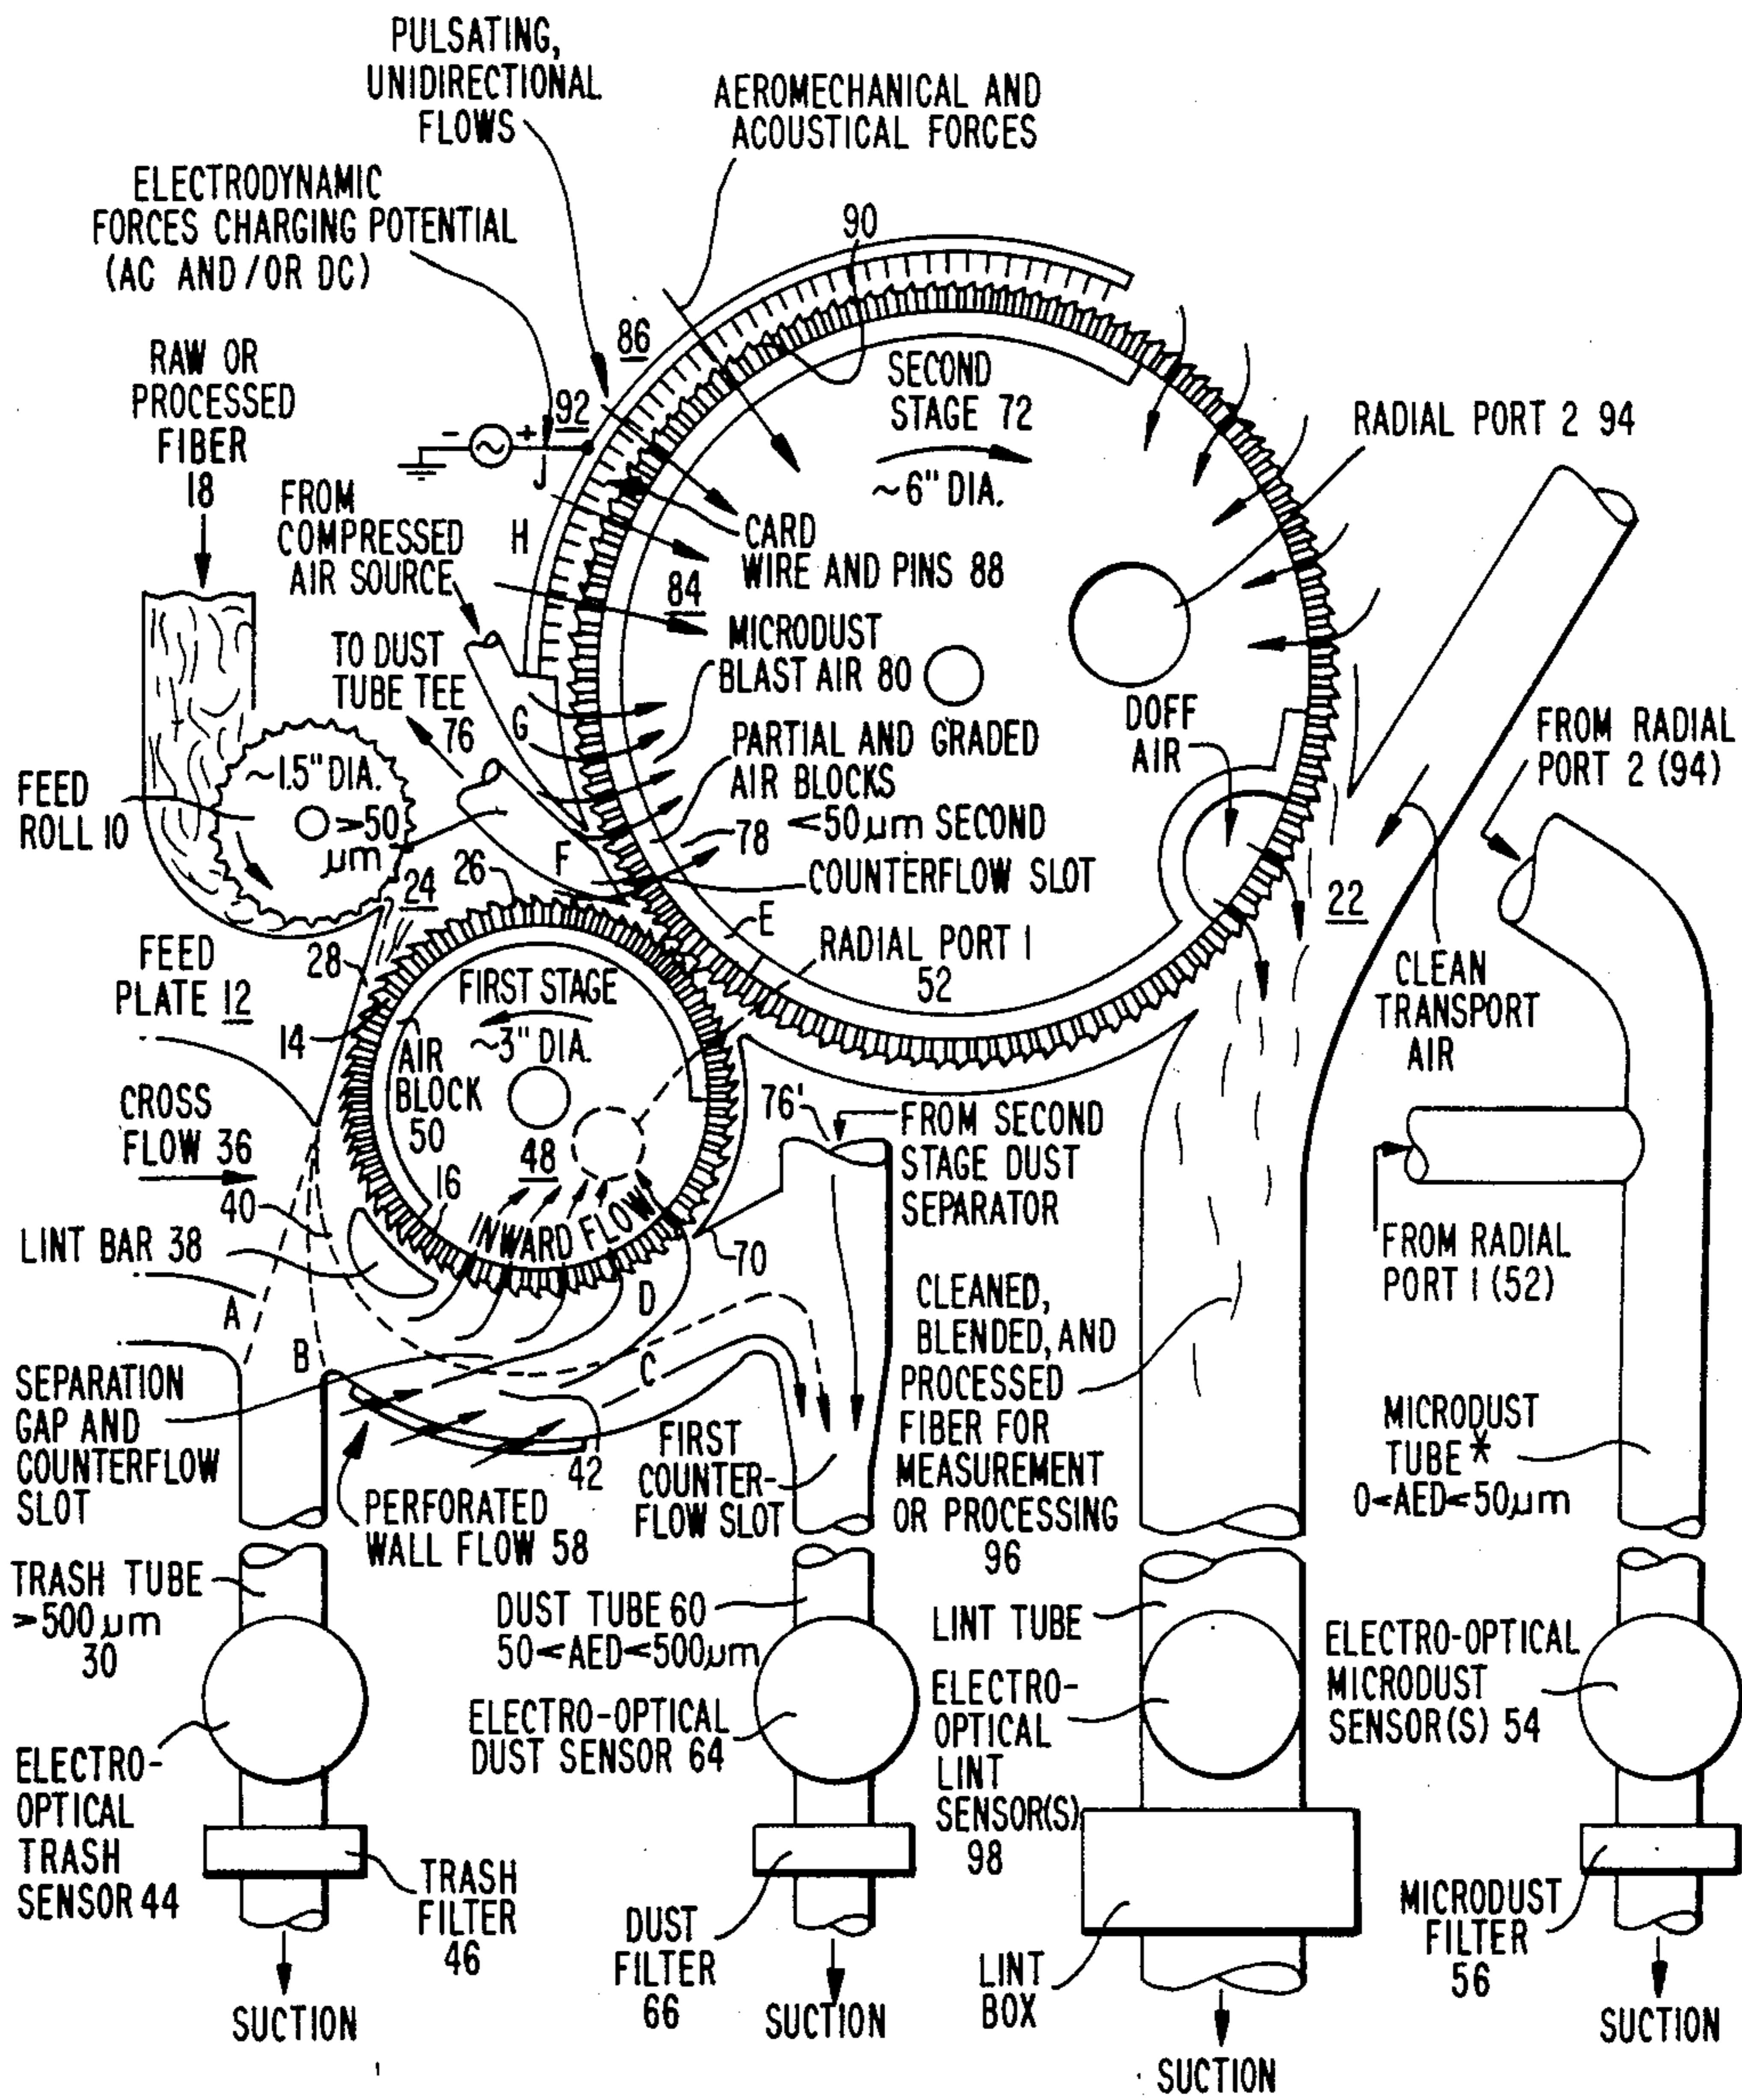 PULSATING,
UNIDIRECTIONAL
FLOWS
AEROMECHANICAL AND
ACOUSTICAL FORCES
ELECTRODYNAMIC
FORCES CHARGING POTENTIAL
(AC AND/OR DC)
90
86
SECOND
STAGE 72
~6" DIA.
RADIAL PORT 2 94
RAW OR
PROCESSED
FIBER
18
92
- +
J
H
FROM
COMPRESSED
AIR SOURCE
CARD
WIRE AND PINS 88
84
MICRODUST
BLAST AIR 80
TO DUST
TUBE TEE
76
G
PARTIAL AND GRADED
AIR BLOCKS
DOFF
AIR
FROM RADIAL
PORT 2 (94)
FEED
ROLL 10
~1.5" DIA.
>50
μm
78
<50μm SECOND
COUNTERFLOW SLOT
F
24
26
E
22
RADIAL PORT 1
52
FEED
PLATE 12
28
14
FIRST STAGE
~3" DIA.
AIR
BLOCK
50
CLEAN
TRANSPORT
AIR
CROSS
FLOW 36
48
16
INWARD FLOW
76'
FROM SECOND
STAGE DUST
SEPARATOR
40
LINT BAR 38
70
FROM RADIAL
PORT 1 (52)
A
B
C
D
CLEANED,
BLENDED, AND
PROCESSED
FIBER FOR
MEASUREMENT
OR PROCESSING
96
SEPARATION
GAP AND
COUNTERFLOW
SLOT
42
FIRST
COUNTER-
FLOW SLOT
PERFORATED
WALL FLOW 58
MICRODUST
TUBE *
0<AED<50μm
TRASH TUBE
>500μm
30
DUST TUBE 60
50<AED<500μm
LINT TUBE
ELECTRO-OPTICAL
MICRODUST
SENSOR(S) 54
ELECTRO-OPTICAL
DUST SENSOR 64
ELECTRO-
OPTICAL
LINT
SENSOR(S)
98
ELECTRO-
OPTICAL
TRASH
SENSOR 44
TRASH
FILTER
46
DUST
FILTER
66
LINT
BOX
MICRODUST
FILTER
56
SUCTION
SUCTION
SUCTION
SUCTION